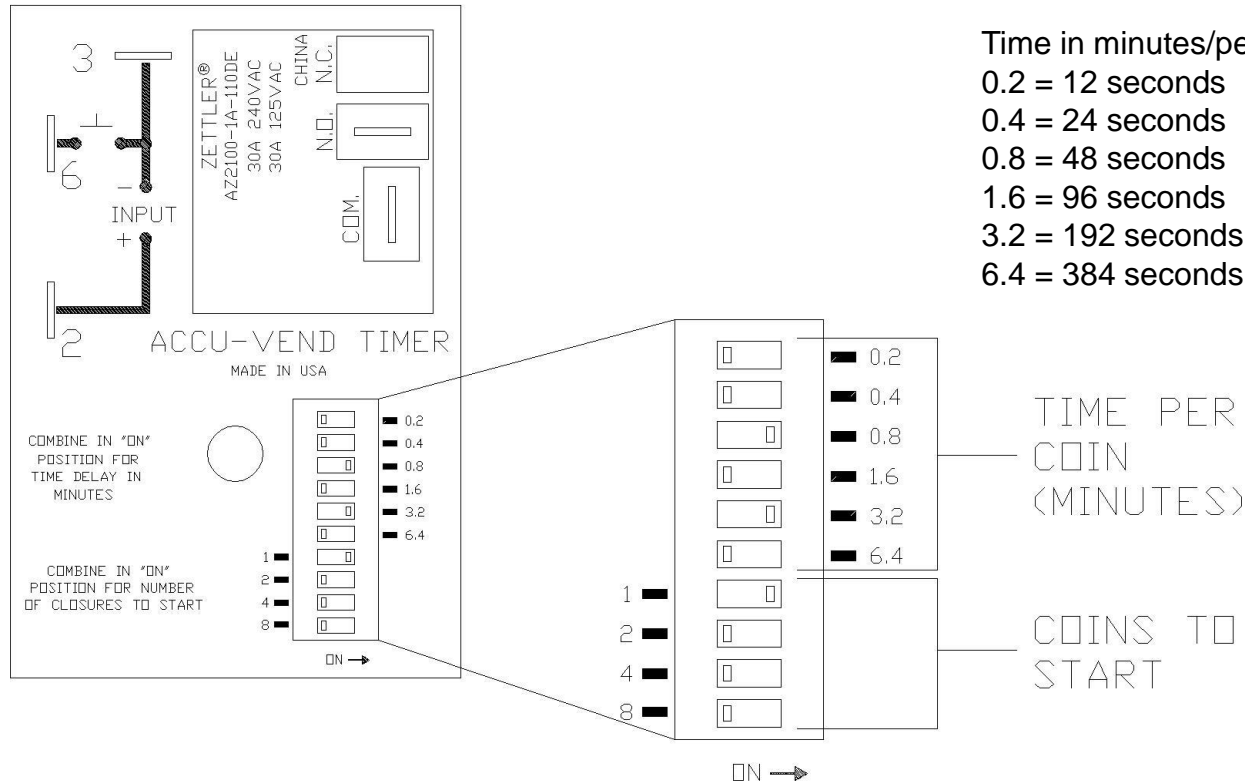 3
6
-
INPUT
+
2
ZETTLER®
AZ2100-1A-110DE
30A 240VAC
30A 125VAC
CHINA
N.C.
N.O.
COM.
ACCU-VEND TIMER
MADE IN USA
COMBINE IN "ON"
POSITION FOR
TIME DELAY IN
MINUTES
0.2
0.4
0.8
1.6
3.2
6.4
COMBINE IN "ON"
POSITION FOR NUMBER
OF CLOSURES TO START
1
2
4
8
ON
Time in minutes/pe
0.2 = 12 seconds
0.4 = 24 seconds
0.8 = 48 seconds
1.6 = 96 seconds
3.2 = 192 seconds
6.4 = 384 seconds
0.2
0.4
0.8
1.6
3.2
6.4
TIME PER
COIN
(MINUTES)
1
2
4
8
COINS TO
START
ON